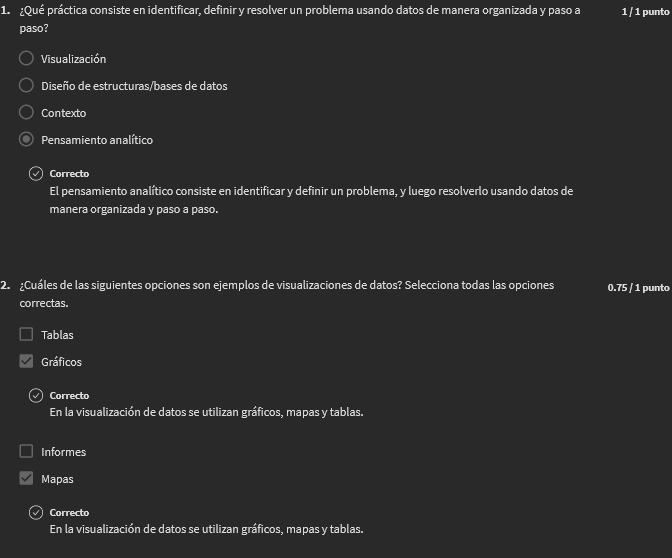 1. ¿Qué práctica consiste en identificar, definir y resolver un problema usando datos de manera organizada y paso a 1 / 1 punto
paso?
Visualización
Diseño de estructuras/bases de datos
Contexto
Pensamiento analítico
Correcto
El pensamiento analítico consiste en identificar y definir un problema, y luego resolverlo usando datos de
manera organizada y paso a paso.
2. ¿Cuáles de las siguientes opciones son ejemplos de visualizaciones de datos? Selecciona todas las opciones 0.75 / 1 punto
correctas.
Tablas
Gráficos
Correcto
En la visualización de datos se utilizan gráficos, mapas y tablas.
Informes
Mapas
Correcto
En la visualización de datos se utilizan gráficos, mapas y tablas.